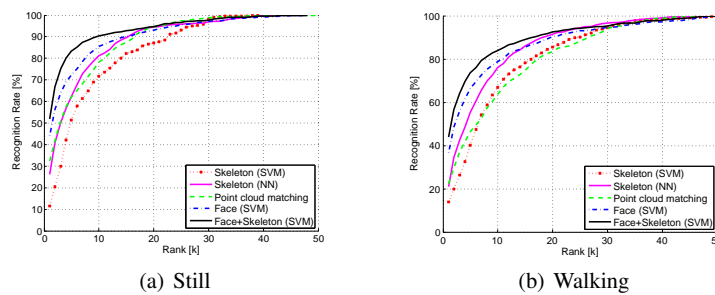 100
90
80
70
60
50
40
30
20
10
0
0 10 20 30 40 50
Recognition Rate [%]
Rank [k]
Skeleton (SVM)
Skeleton (NN)
Point cloud matching
Face (SVM)
Face+Skeleton (SVM)
(a) Still
100
80
60
40
20
0
0 10 20 30 40 50
Recognition Rate [%]
Rank [k]
Skeleton (SVM)
Skeleton (NN)
Point cloud matching
Face (SVM)
Face+Skeleton (SVM)
(b) Walking